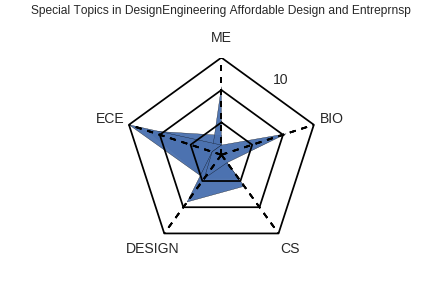 Special Topics in DesignEngineering Affordable Design and Entreprnsp
ME
10
ECE
BIO
DESIGN
CS